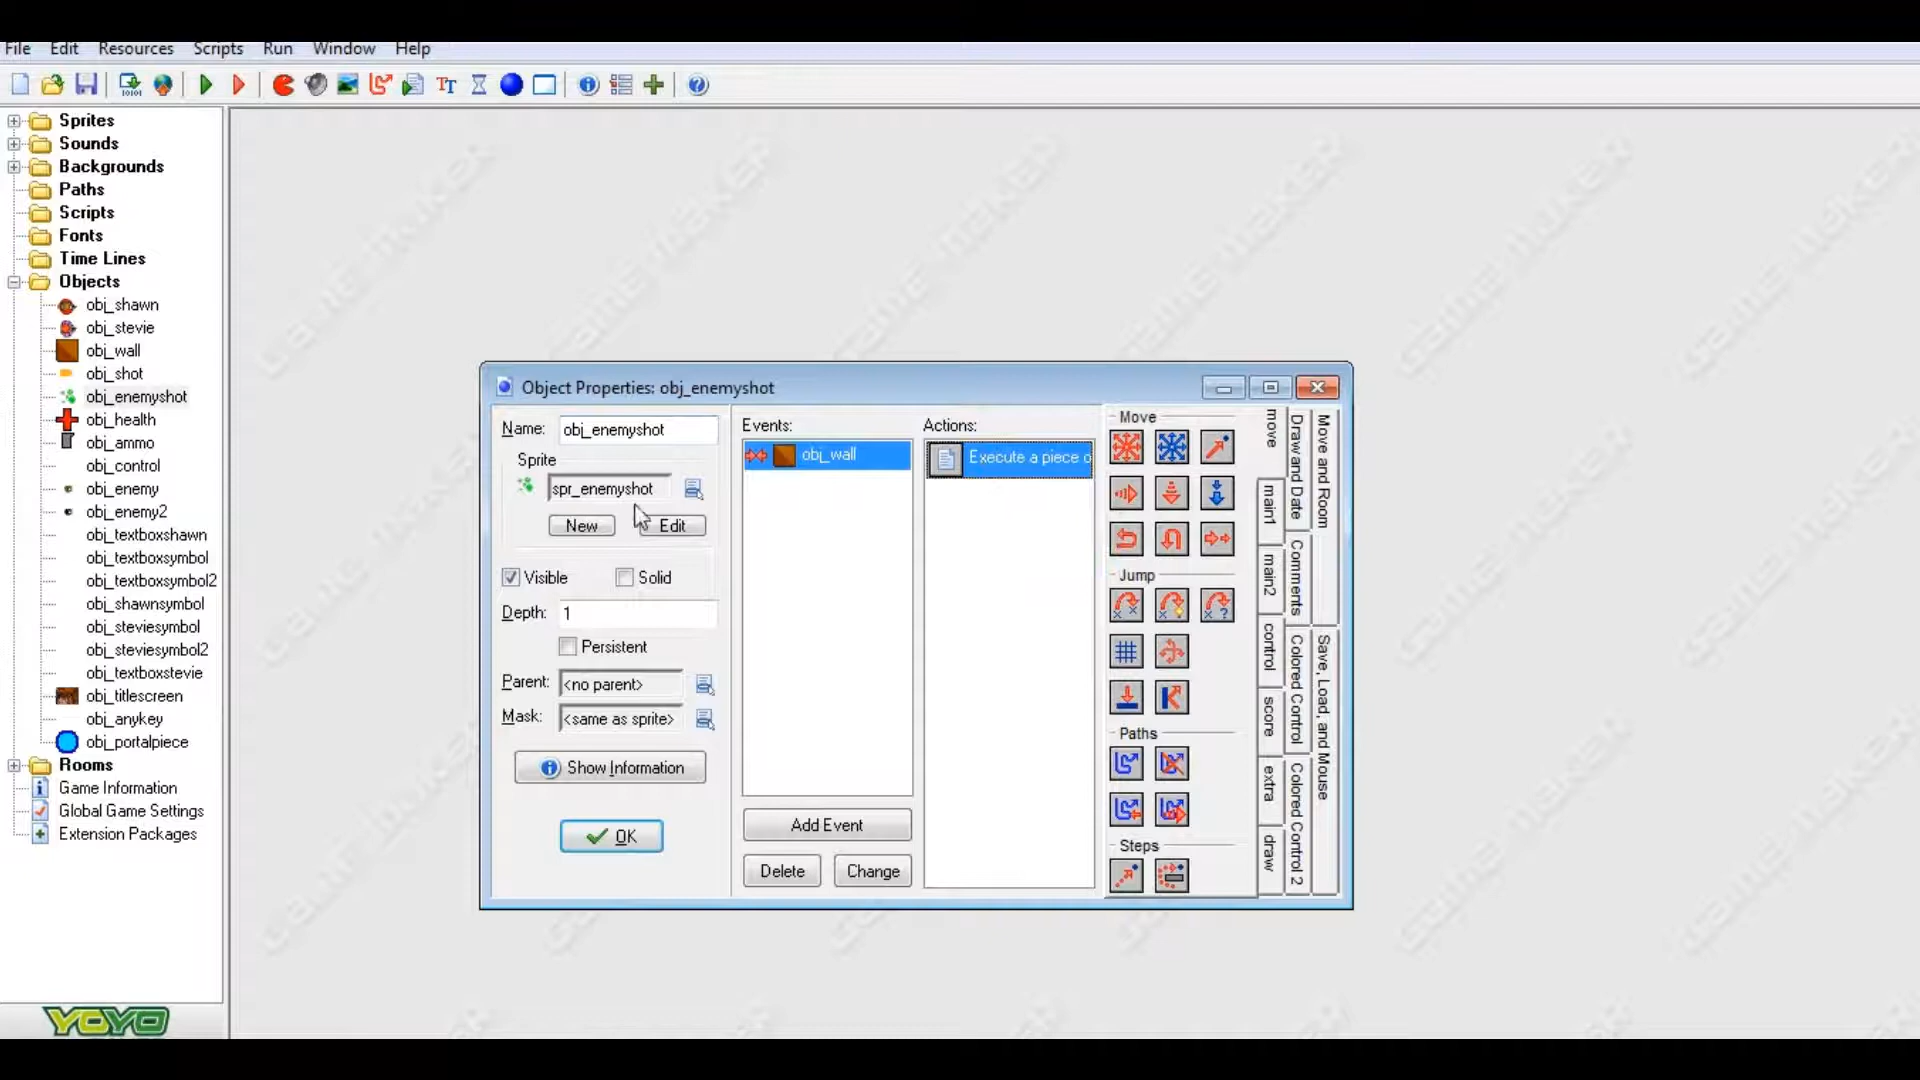 File Edit Resources Scripts Run Window Help
Sprites
Sounds
Backgrounds
Paths
Scripts
Fonts
Time Lines
Objects
obj_shawn
obj_stevie
obj_wall
obj_shot
obj_enemyshot
obj_health
obj_ammo
obj_control
obj_enemy
obj_enemy2
obj_textboxshawn
obj_textboxsymbol
obj_textboxsymbol2
obj_shawnsymbol
obj_steviesymbol
obj_steviesymbol2
obj_textboxstevie
obj_titlescreen
obj_anykey
obj_portalpiece
Rooms
Game Information
Global Game Settings
Extension Packages
YOYO
Object Properties: obj_enemyshot
Name: obj_enemyshot
Sprite
spr_enemyshot
New Edit
Visible Solid
Depth: 1
Persistent
Parent: <no parent>
Mask: <same as sprite>
Show Information
OK
Events:
obj_wall
Add Event
Delete Change
Actions:
Execute a piece o
Move
Jump
Paths
Steps
move
main1
main2
control
score
extra
draw
Draw and Date
Comments
Colored Control
Colored Control 2
Move and Room
Save, Load, and Mouse
GAME MAKER